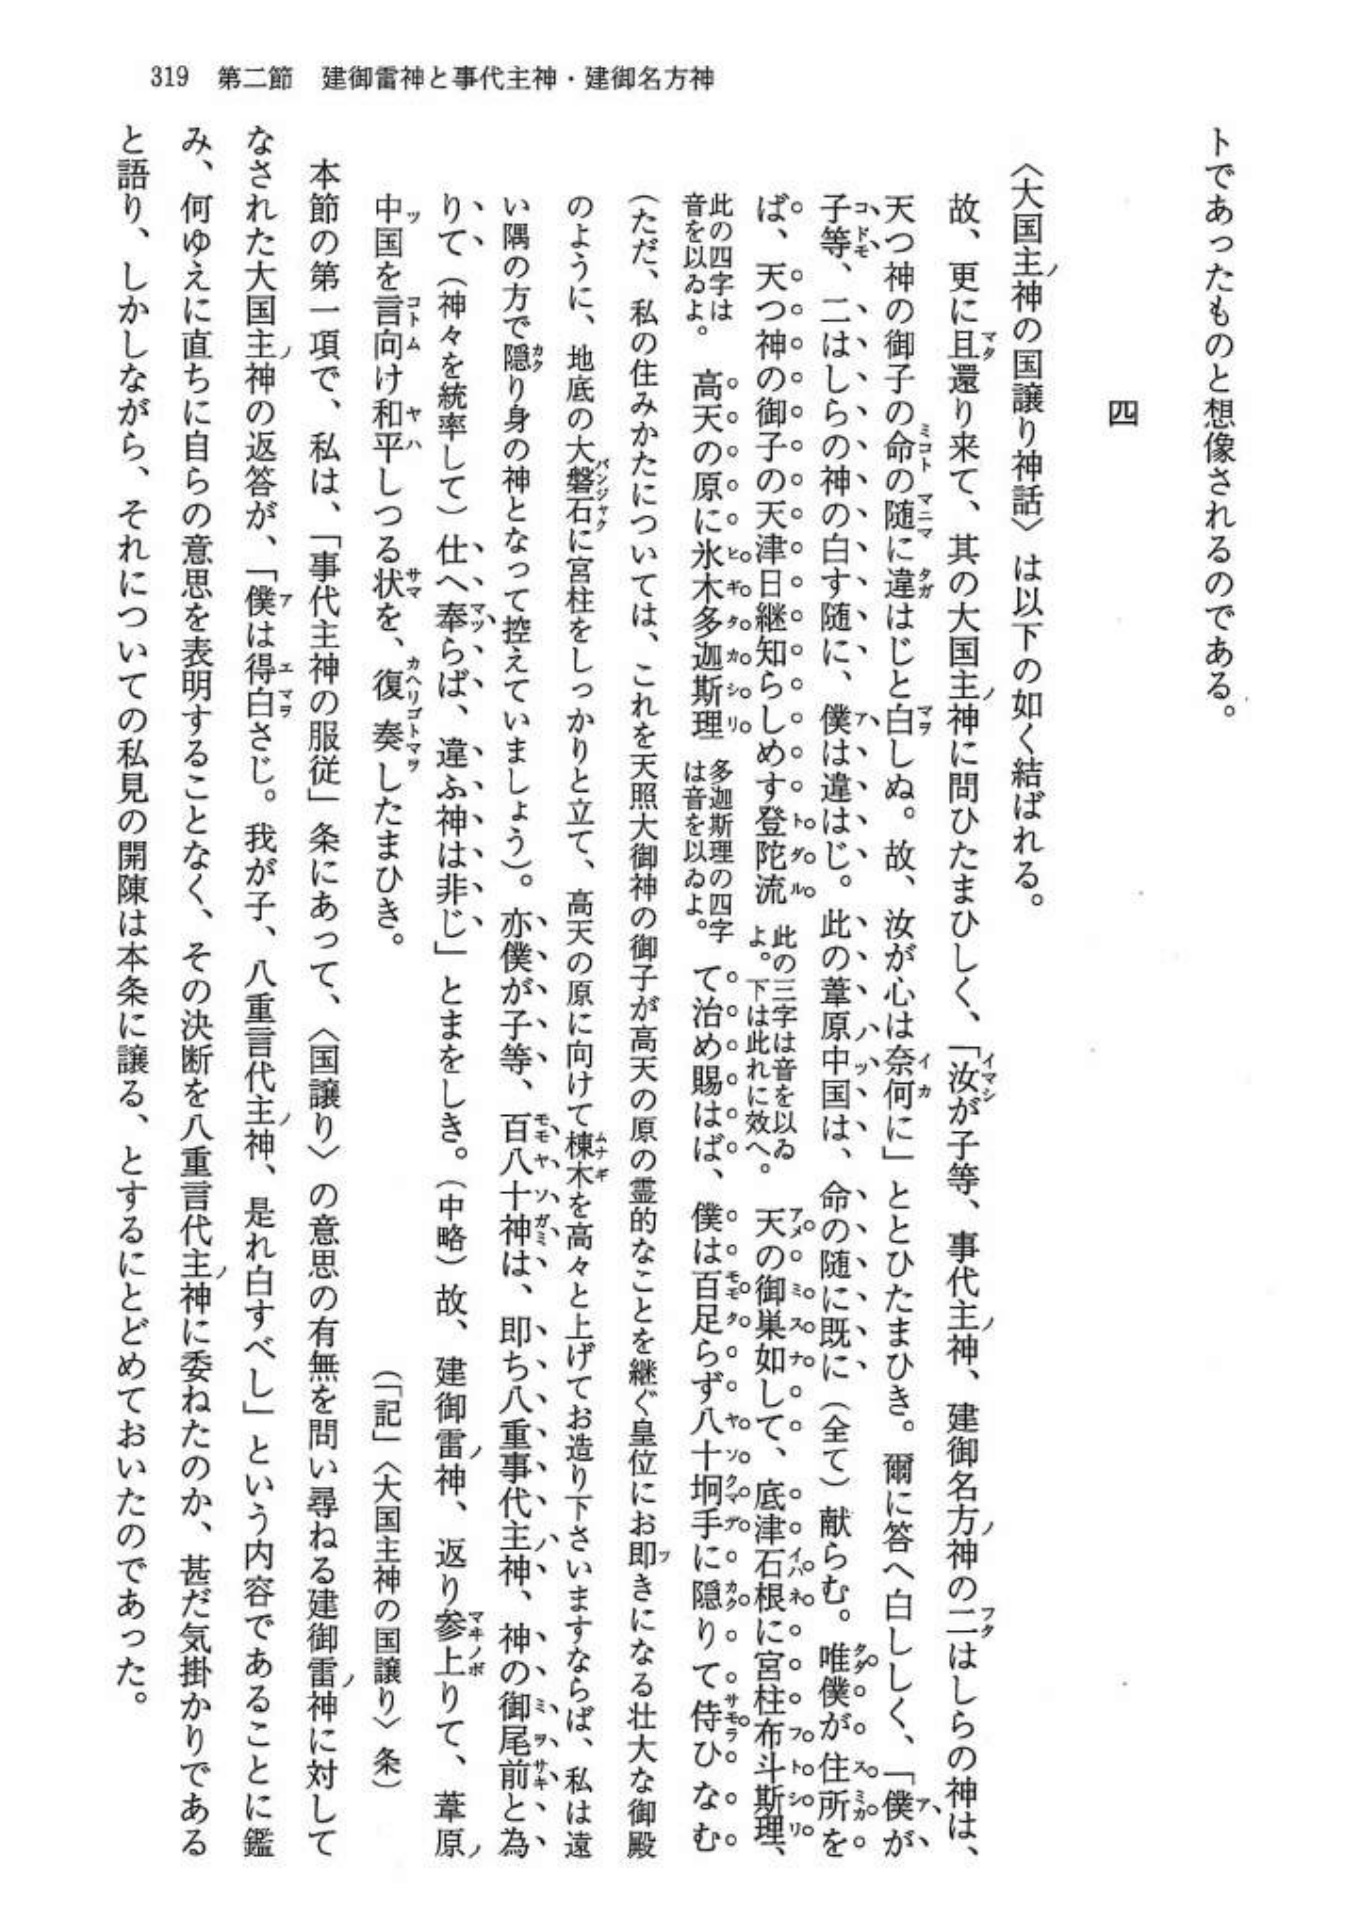 319　第二節　建御雷神と事代主神・建御名方神
トであったものと想像されるのである。
四
〈大国主ノ神の国譲り神話〉は以下の如く結ばれる。
故、更に且還り来て、其の大国主ノ神に問ひたまひしく、「汝が子等、事代主ノ神、建御名方ノ神の二はしらの神は、
天つ神の御子の命の随に違はじと白しぬ。故、汝が心は奈何に」ととひたまひき。爾に答へ白ししく、「僕が
子等、二はしらの神の白す随に、僕は違はじ。此の葦原ノ中ツ国は、命の随に既に（全て）献らむ。唯僕が住所を
ば、天つ神の御子の天津日継知らしめす登陀流此の三字は音を以ゐよ。下は此れに效へ。天の御巣如して、底津石根に宮柱布斗斯理、
此の四字は音を以ゐよ。高天の原に氷木多迦斯理多迦斯理の四字は音を以ゐよ。て治め賜はば、僕は百足らず八十坰手に隠りて侍ひなむ
（ただ、私の住みかたについては、これを天照大御神の御子が高天の原の霊的なことを継ぐ皇位にお即きになる壮大な御殿
のように、地底の大磐石に宮柱をしっかりと立て、高天の原に向けて棟木を高々と上げてお造り下さいますならば、私は遠
い隅の方で隠り身の神となって控えていましょう）。亦僕が子等、百八十神は、即ち八重事代主ノ神、神の御尾前と為
りて（神々を統率して）仕へ奉らば、違ふ神は非じ」とまをしき。（中略）故、建御雷ノ神、返り参上りて、葦原ノ
中ツ国を言向け和平しつる状を、復奏したまひき。
（「記」〈大国主神の国譲り〉条）
本節の第一項で、私は、「事代主神の服従」条にあって、〈国譲り〉の意思の有無を問い尋ねる建御雷ノ神に対して
なされた大国主ノ神の返答が、「僕は得白さじ。我が子、八重言代主ノ神、是れ白すべし」という内容であることに鑑
み、何ゆえに直ちに自らの意思を表明することなく、その決断を八重言代主ノ神に委ねたのか、甚だ気掛かりである
と語り、しかしながら、それについての私見の開陳は本条に譲る、とするにとどめておいたのであった。